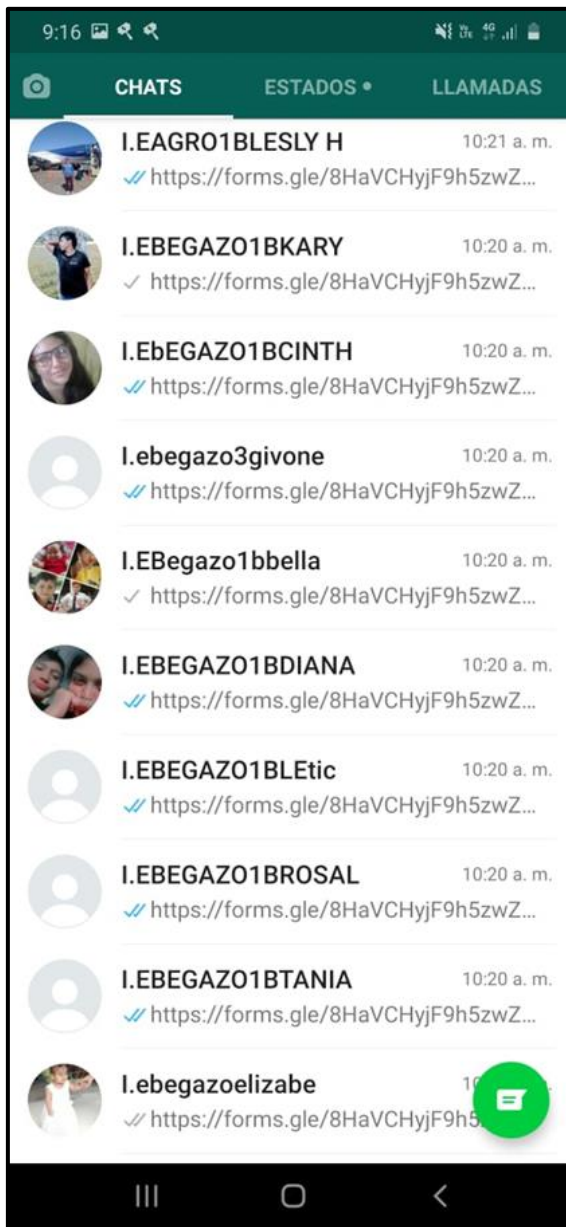 9:16
Vo LTE 4G
CHATS ESTADOS LLAMADAS
I.EAGRO1BLESLY H 10:21 a. m.
https://forms.gle/8HaVCHyjF9h5zwZ...
I.EBEGAZO1BKARY 10:20 a. m.
https://forms.gle/8HaVCHyjF9h5zwZ...
I.EbEGAZO1BCINTH 10:20 a. m.
https://forms.gle/8HaVCHyjF9h5zwZ...
I.ebegazo3givone 10:20 a. m.
https://forms.gle/8HaVCHyjF9h5zwZ...
I.EBegazo1bbella 10:20 a. m.
https://forms.gle/8HaVCHyjF9h5zwZ...
I.EBEGAZO1BDIANA 10:20 a. m.
https://forms.gle/8HaVCHyjF9h5zwZ...
I.EBEGAZO1BLEtic 10:20 a. m.
https://forms.gle/8HaVCHyjF9h5zwZ...
I.EBEGAZO1BROSAL 10:20 a. m.
https://forms.gle/8HaVCHyjF9h5zwZ...
I.EBEGAZO1BTANIA 10:20 a. m.
https://forms.gle/8HaVCHyjF9h5zwZ...
I.ebegazoelizabe
https://forms.gle/8HaVCHyjF9h5